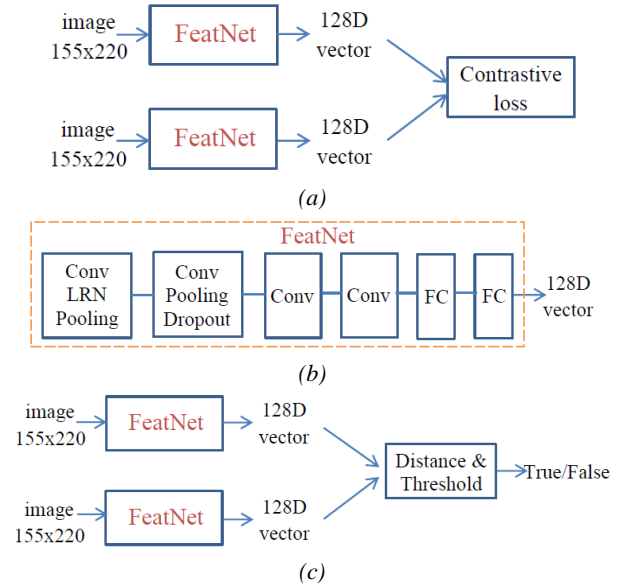 image
155x220
FeatNet
128D
vector
image
155x220
FeatNet
128D
vector
Contrastive
loss
(a)
FeatNet
Conv
LRN
Pooling
Conv
Pooling
Dropout
Conv
Conv
FC
FC
128D
vector
(b)
image
155x220
FeatNet
128D
vector
image
155x220
FeatNet
128D
vector
Distance &
Threshold
True/False
(c)